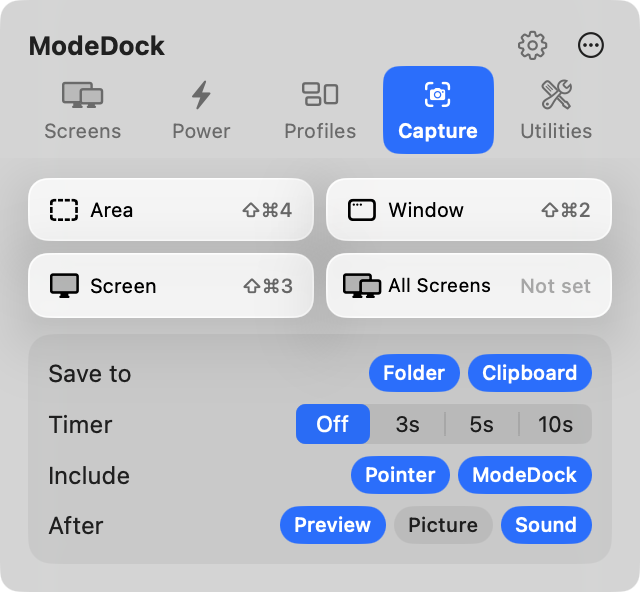 ModeDock
Screens Power Profiles Capture Utilities
Area ⇧⌘4 Window ⇧⌘2
Screen ⇧⌘3 All Screens Not set
Save to Folder Clipboard
Timer Off 3s 5s 10s
Include Pointer ModeDock
After Preview Picture Sound